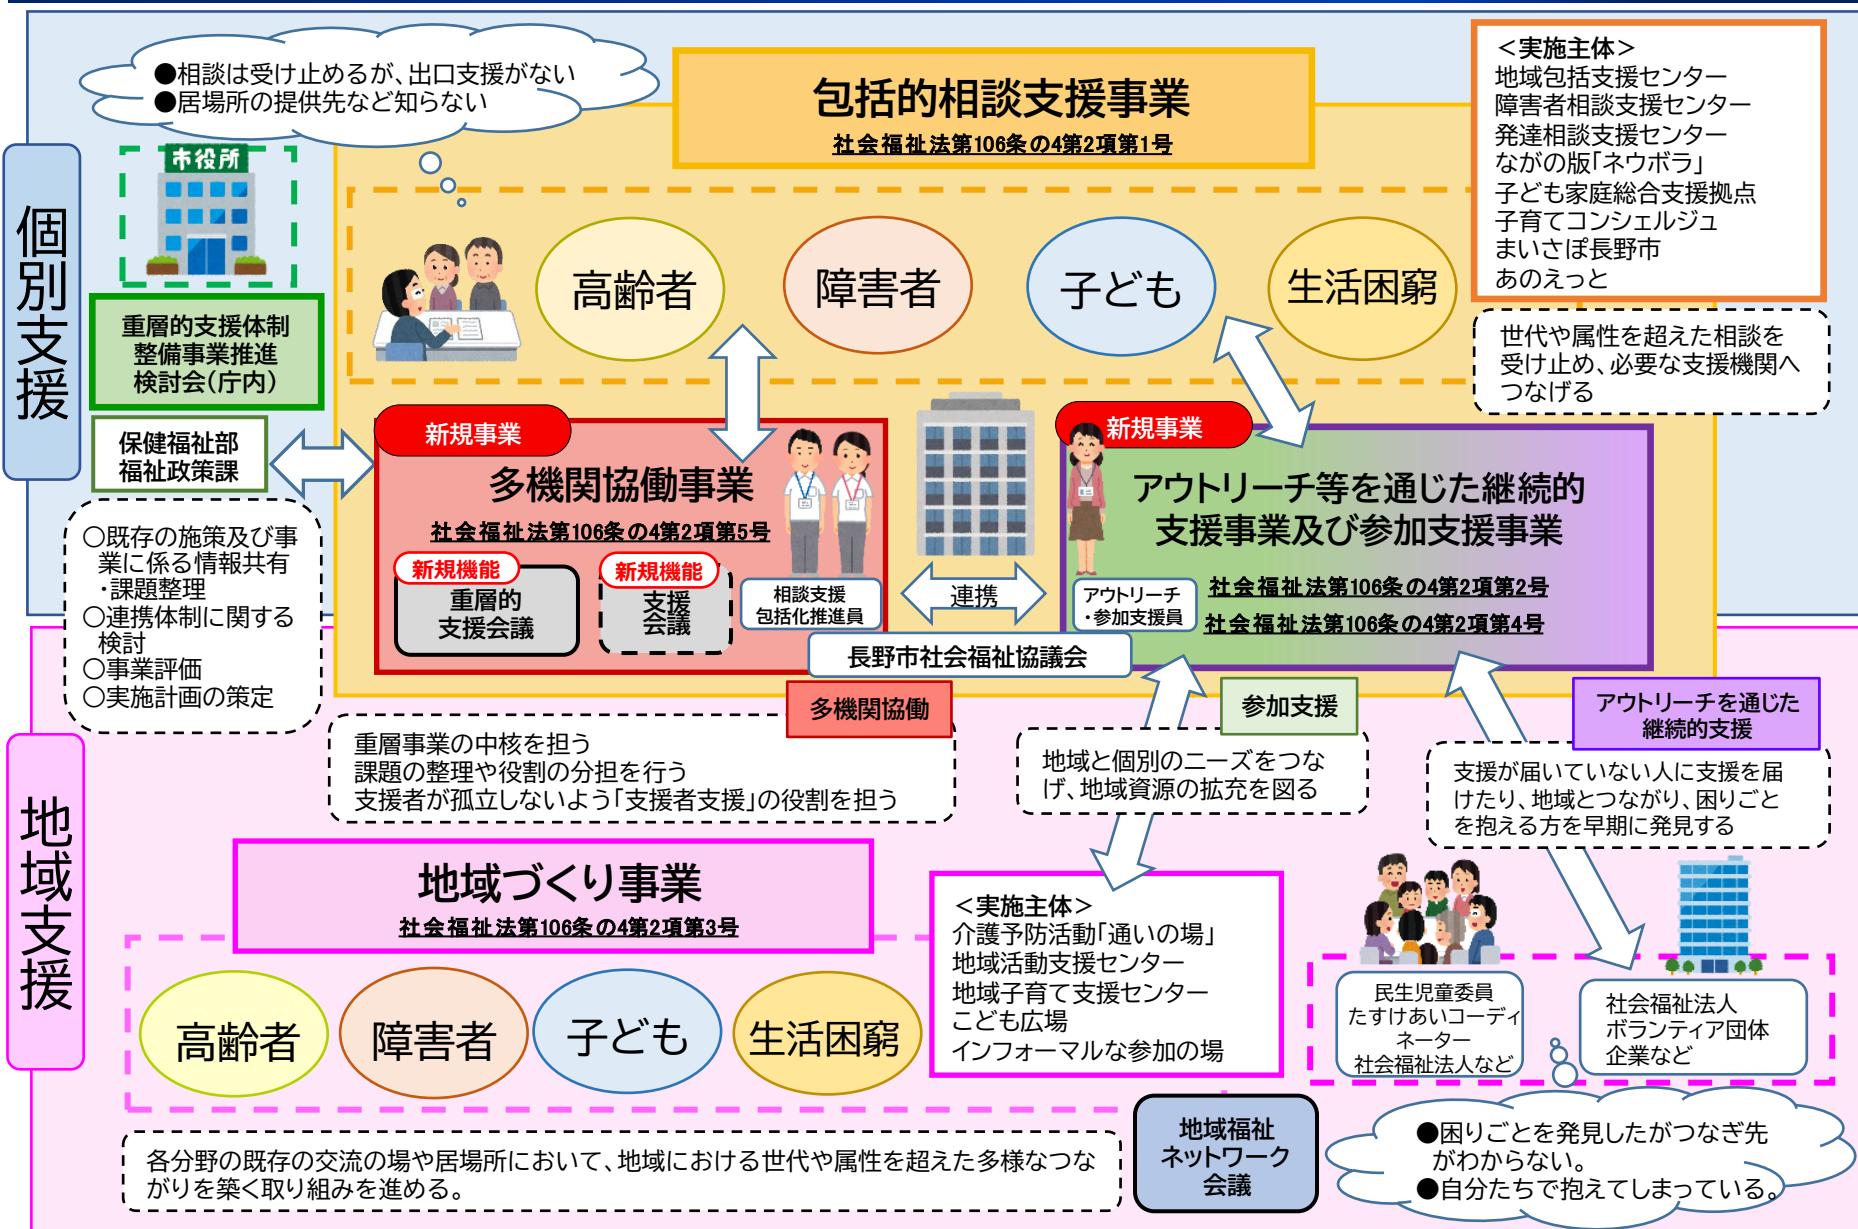 ●相談は受け止めるが、出口支援がない
●居場所の提供先など知らない
包括的相談支援事業
社会福祉法第106条の4第2項第1号
＜実施主体＞
地域包括支援センター
障害者相談支援センター
発達相談支援センター
ながの版「ネウボラ」
子ども家庭総合支援拠点
子育てコンシェルジュ
まいさぽ長野市
あのえっと
個別支援
市役所
高齢者
障害者
子ども
生活困窮
重層的支援体制
整備事業推進
検討会(庁内)
世代や属性を超えた相談を
受け止め、必要な支援機関へ
つなげる
保健福祉部
福祉政策課
○既存の施策及び事
業に係る情報共有
・課題整理
○連携体制に関する
検討
○事業評価
○実施計画の策定
新規事業
多機関協働事業
社会福祉法第106条の4第2項第5号
新規機能
重層的
支援会議
新規機能
支援
会議
相談支援
包括化推進員
連携
新規事業
アウトリーチ等を通じた継続的
支援事業及び参加支援事業
社会福祉法第106条の4第2項第2号
社会福祉法第106条の4第2項第4号
アウトリーチ
・参加支援員
長野市社会福祉協議会
多機関協働
重層事業の中核を担う
課題の整理や役割の分担を行う
支援者が孤立しないよう「支援者支援」の役割を担う
参加支援
地域と個別のニーズをつな
げ、地域資源の拡充を図る
アウトリーチを通じた
継続的支援
支援が届いていない人に支援を届
けたり、地域とつながり、困りごと
を抱える方を早期に発見する
地域支援
地域づくり事業
社会福祉法第106条の4第2項第3号
高齢者
障害者
子ども
生活困窮
＜実施主体＞
介護予防活動「通いの場」
地域活動支援センター
地域子育て支援センター
こども広場
インフォーマルな参加の場
民生児童委員
たすけあいコーディ
ネーター
社会福祉法人など
社会福祉法人
ボランティア団体
企業など
各分野の既存の交流の場や居場所において、地域における世代や属性を超えた多様なつな
がりを築く取り組みを進める。
地域福祉
ネットワーク
会議
●困りごとを発見したがつなぎ先
がわからない。
●自分たちで抱えてしまっている。